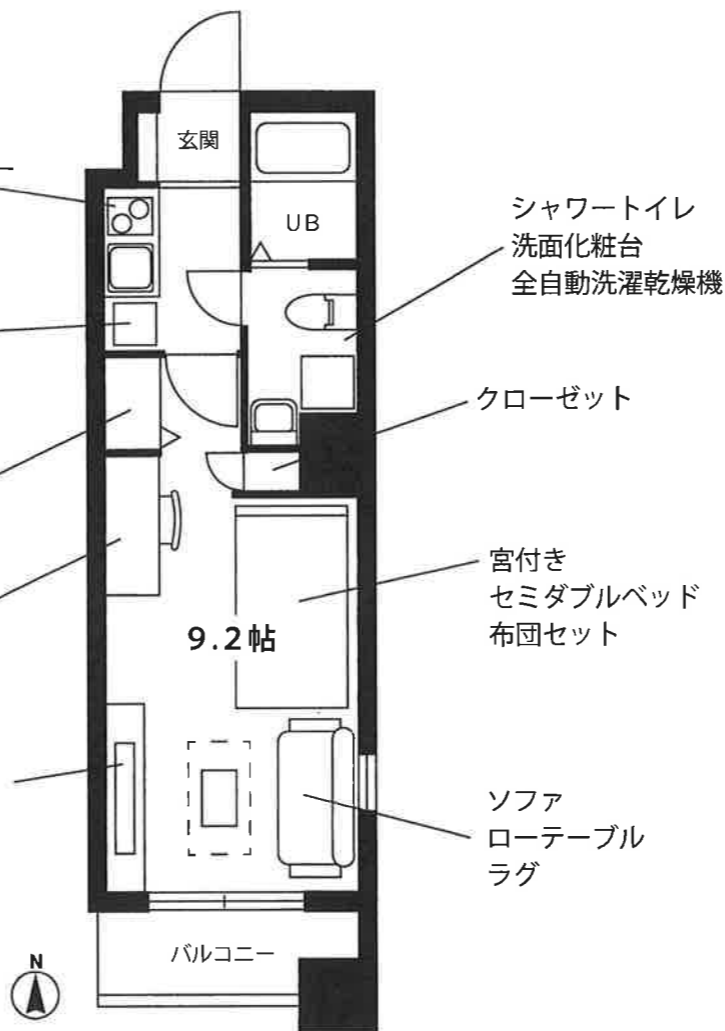 玄関
UB
シャワートイレ
洗面化粧台
全自動洗濯乾燥機
クローゼット
宮付き
セミダブルベッド
布団セット
9.2帖
ソファ
ローテーブル
ラグ
バルコニー
N